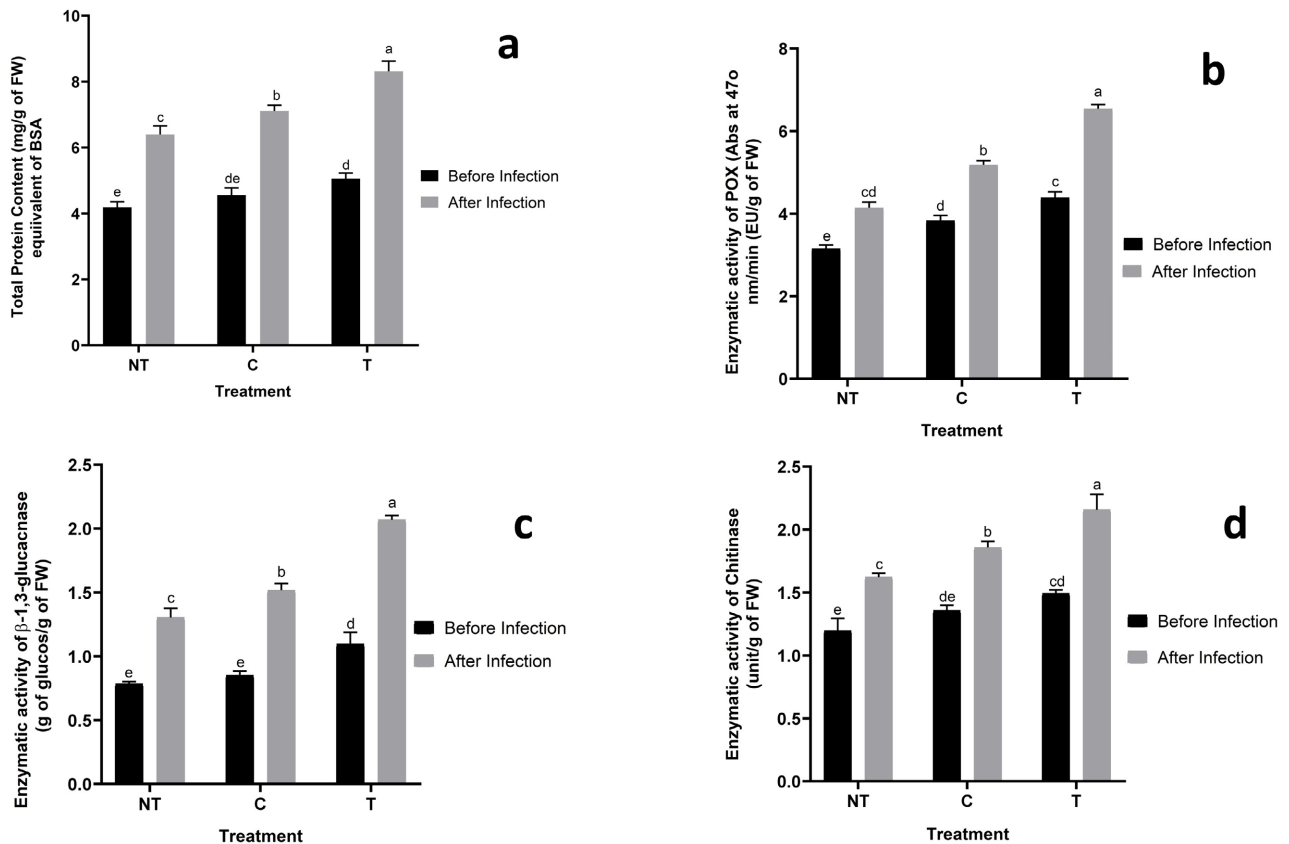 a
Total Protein Content (mg/g of FW)
equiivalent of BSA
10
8
6
4
2
0
e
c
de
b
d
a
NT
C
T
Treatment
Before Infection
After Infection
b
Enzymatic activity of POX (Abs at 47o
nm/min (EU/g of FW)
8
6
4
2
0
e
cd
d
b
c
a
NT
C
T
Treatment
Before Infection
After Infection
c
Enzymatic activity of β-1,3-glucacnase
(g of glucos/g of FW)
2.5
2.0
1.5
1.0
0.5
0.0
e
c
e
b
d
a
NT
C
T
Treatment
Before Infection
After Infection
d
Enzymatic activity of Chitinase
(unit/g of FW)
2.5
2.0
1.5
1.0
0.5
0.0
e
c
de
b
cd
a
NT
C
T
Treatment
Before Infection
After Infection